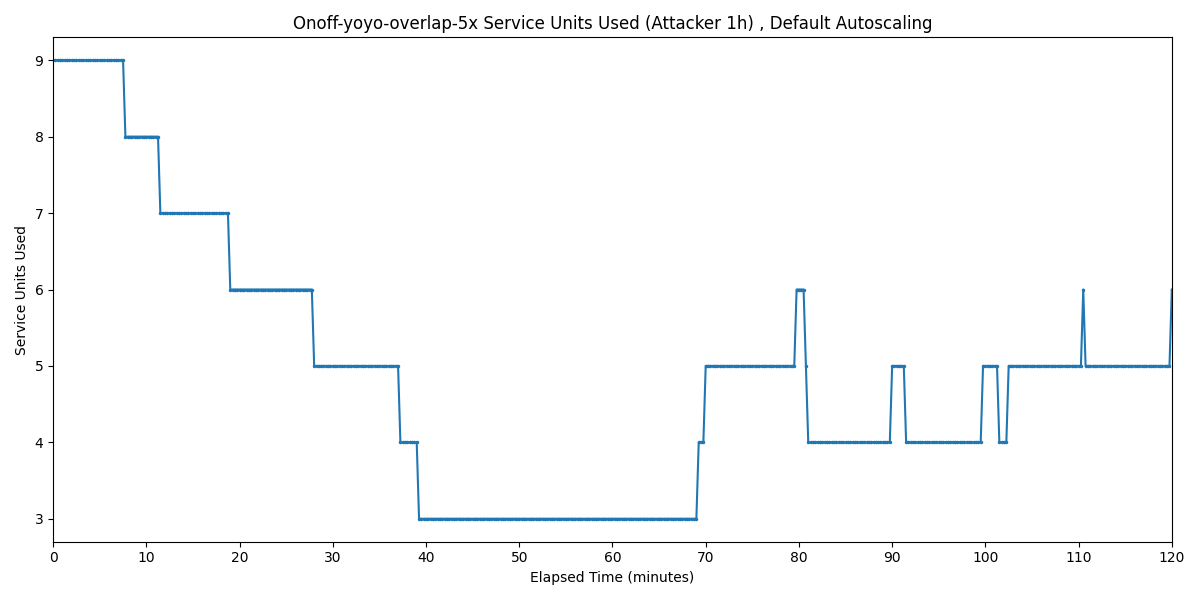 Onoff-yoyo-overlap-5x Service Units Used (Attacker 1h) , Default Autoscaling
Service Units Used
9
8
7
6
5
4
3
0 10 20 30 40 50 60 70 80 90 100 110 120
Elapsed Time (minutes)